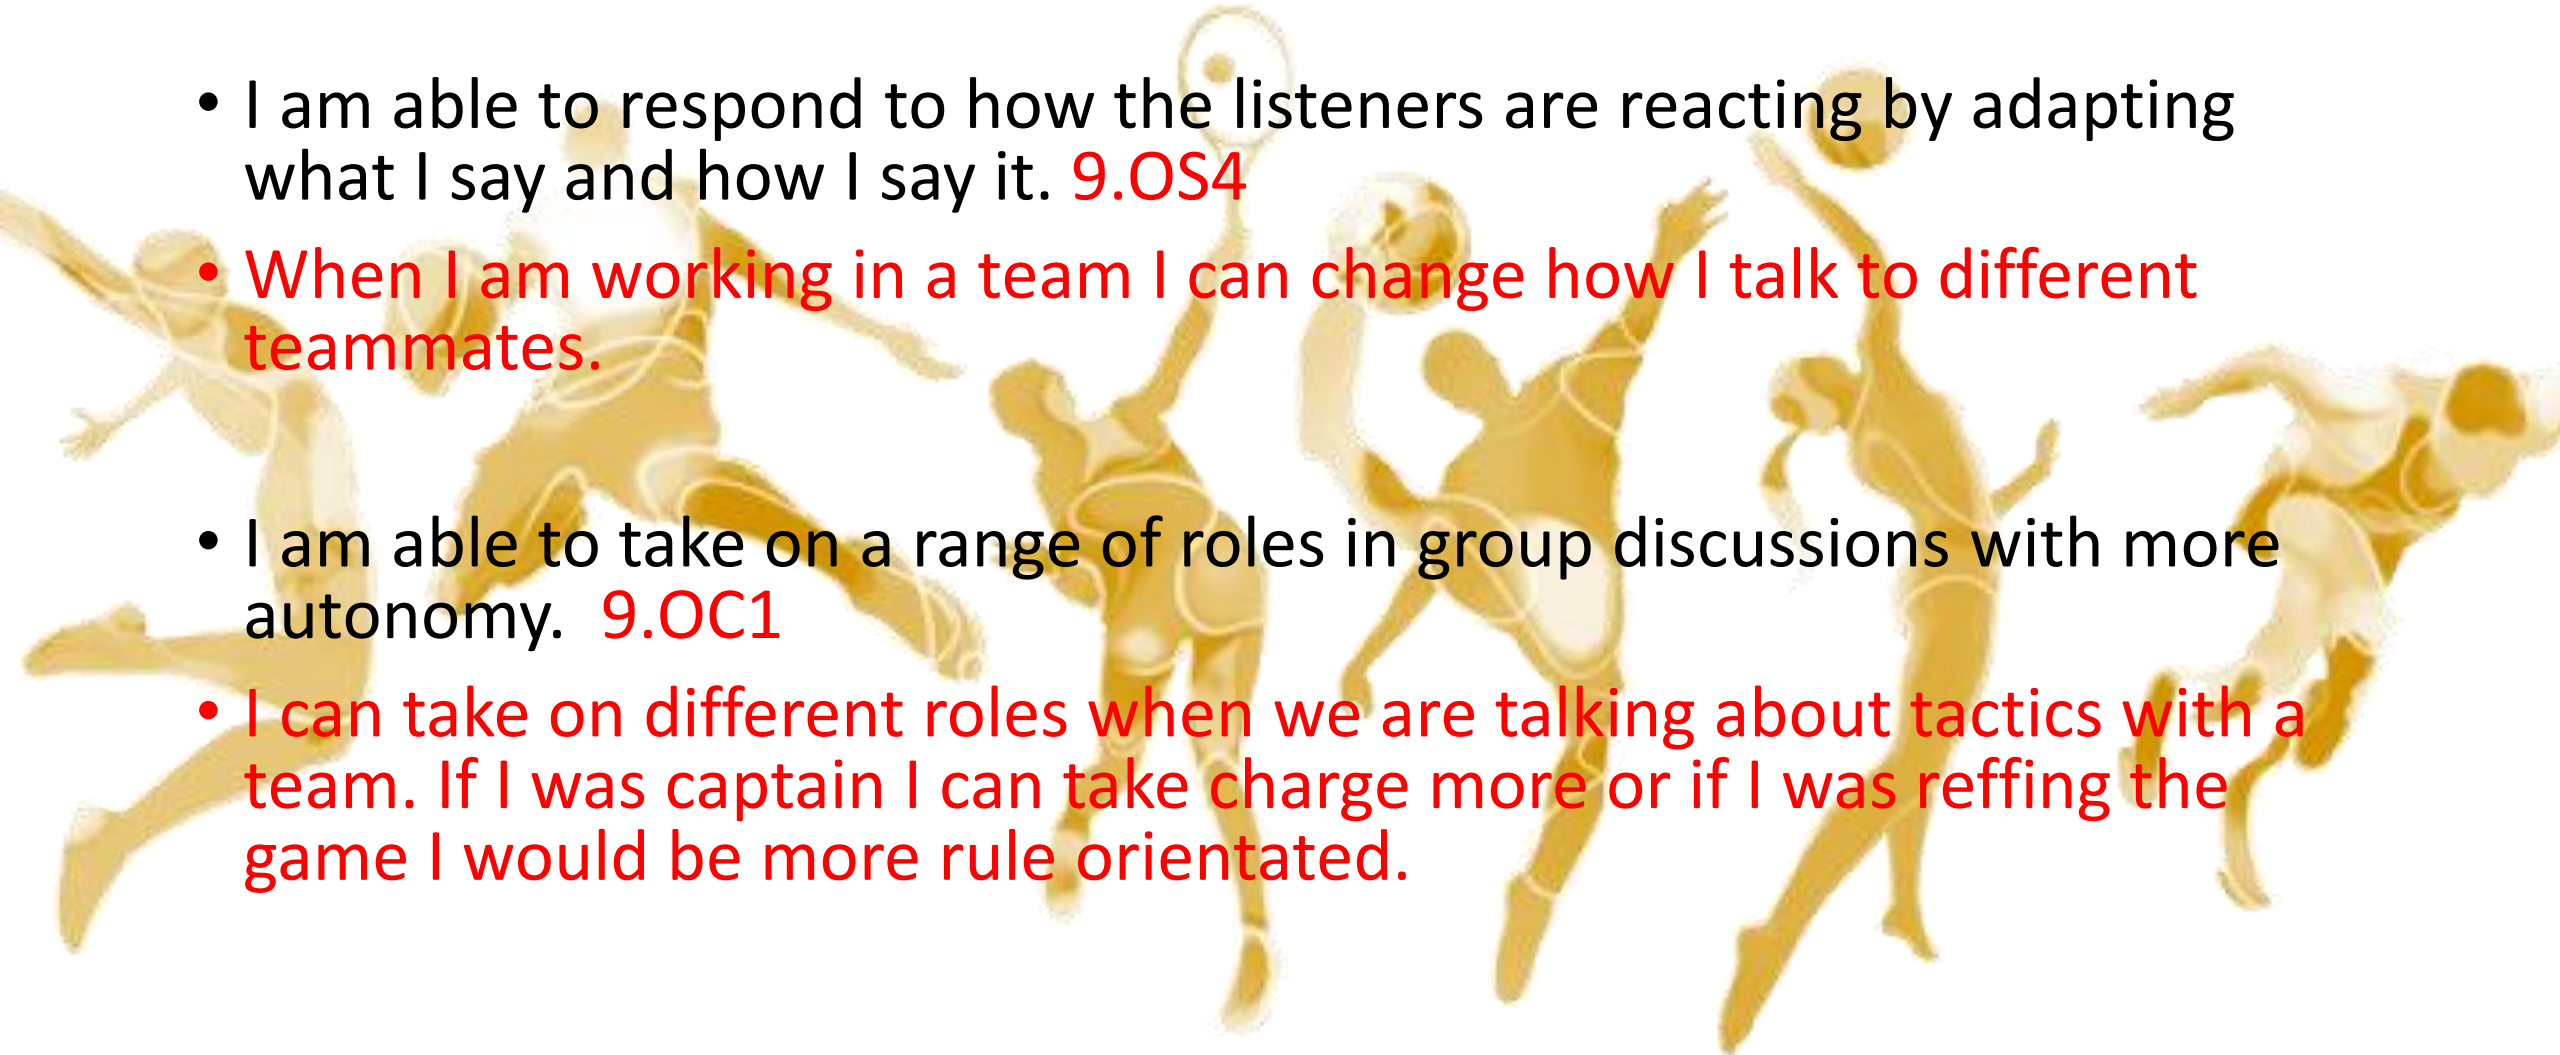 • I am able to respond to how the listeners are reacting by adapting
what I say and how I say it. 9.OS4
• When I am working in a team I can change how I talk to different
teammates.
• I am able to take on a range of roles in group discussions with more
autonomy.  9.OC1
• I can take on different roles when we are talking about tactics with a
team. If I was captain I can take charge more or if I was reffing the
game I would be more rule orientated.